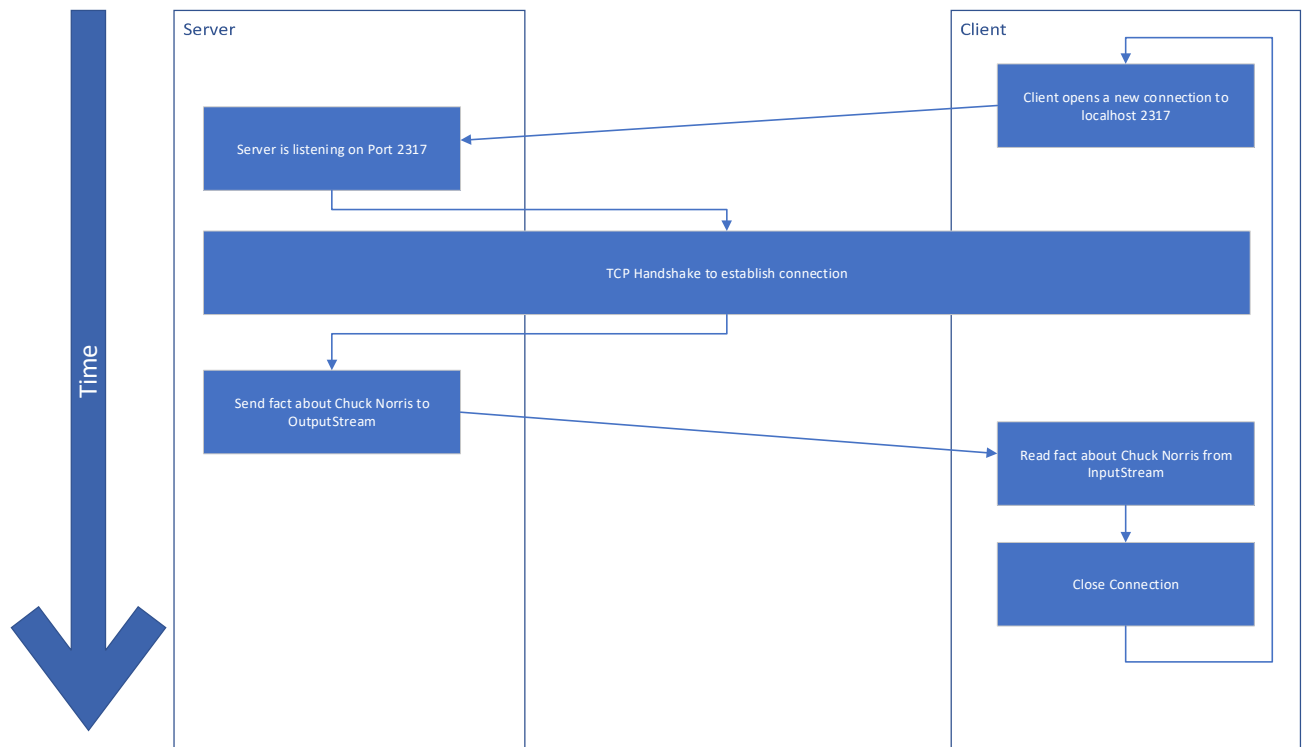 Server
Client
Client opens a new connection to
localhost 2317
Server is listening on Port 2317
TCP Handshake to establish connection
Time
Send fact about Chuck Norris to
OutputStream
Read fact about Chuck Norris from
InputStream
Close Connection